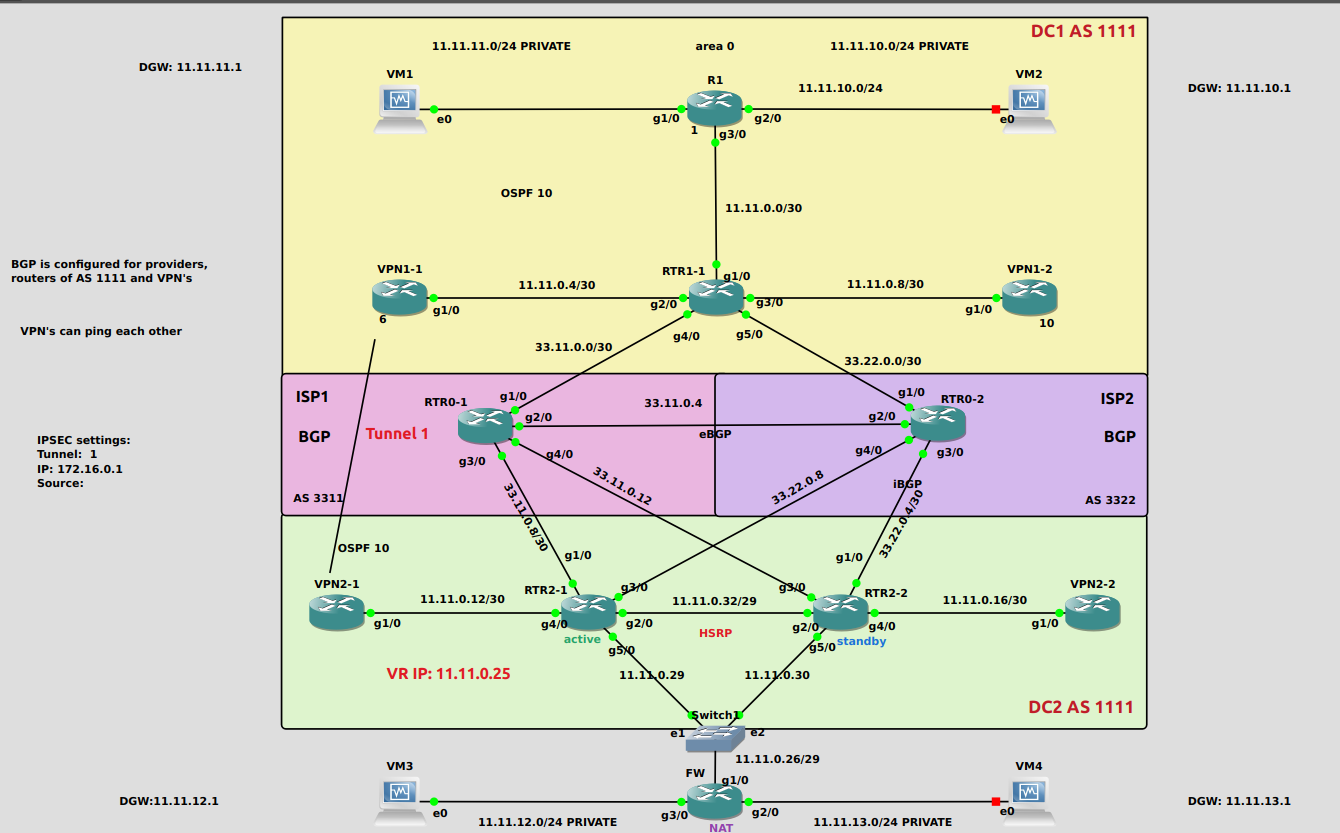 DC1 AS 1111
11.11.11.0/24 PRIVATE
area 0
11.11.10.0/24 PRIVATE
DGW: 11.11.11.1
VM1
R1
VM2
DGW: 11.11.10.1
11.11.10.0/24
e0
g1/0
g2/0
e0
1
g3/0
OSPF 10
11.11.0.0/30
BGP is configured for providers,
routers of AS 1111 and VPN's
VPN1-1
RTR1-1
g1/0
VPN1-2
11.11.0.4/30
11.11.0.8/30
g1/0
g2/0
g3/0
g1/0
6
10
VPN's can ping each other
g4/0
g5/0
33.11.0.0/30
33.22.0.0/30
ISP1
RTR0-1
g1/0
33.11.0.4
g1/0
RTR0-2
ISP2
g2/0
g2/0
BGP
Tunnel 1
eBGP
BGP
IPSEC settings:
Tunnel: 1
IP: 172.16.0.1
Source:
g3/0
g4/0
g4/0
g3/0
33.11.0.12
33.22.0.8
iBGP
AS 3311
AS 3322
33.11.0.8/30
33.22.0.4/30
OSPF 10
g1/0
g1/0
VPN2-1
RTR2-1
g3/0
g3/0
RTR2-2
VPN2-2
11.11.0.12/30
11.11.0.32/29
11.11.0.16/30
g1/0
g4/0
g2/0
g2/0
g4/0
g1/0
active
HSRP
standby
g5/0
g5/0
VR IP: 11.11.0.25
11.11.0.29
11.11.0.30
DC2 AS 1111
Switch1
e1
e2
11.11.0.26/29
VM3
FW
g1/0
VM4
DGW:11.11.12.1
DGW: 11.11.13.1
e0
g3/0
g2/0
e0
11.11.12.0/24 PRIVATE
NAT
11.11.13.0/24 PRIVATE